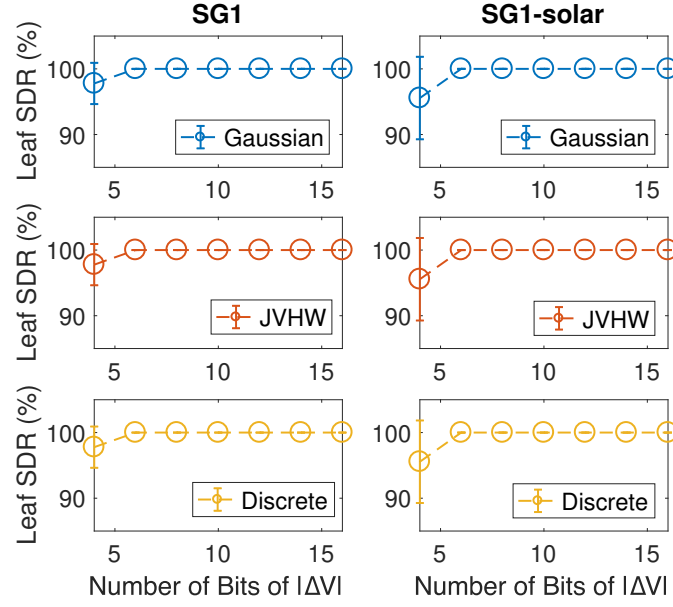 SG1
SG1-solar
Leaf SDR (%)
100
90
Gaussian
5
10
15
100
90
Gaussian
5
10
15
Leaf SDR (%)
100
90
JVHW
5
10
15
100
90
JVHW
5
10
15
Leaf SDR (%)
100
90
Discrete
5
10
15
Number of Bits of |ΔV|
100
90
Discrete
5
10
15
Number of Bits of |ΔV|